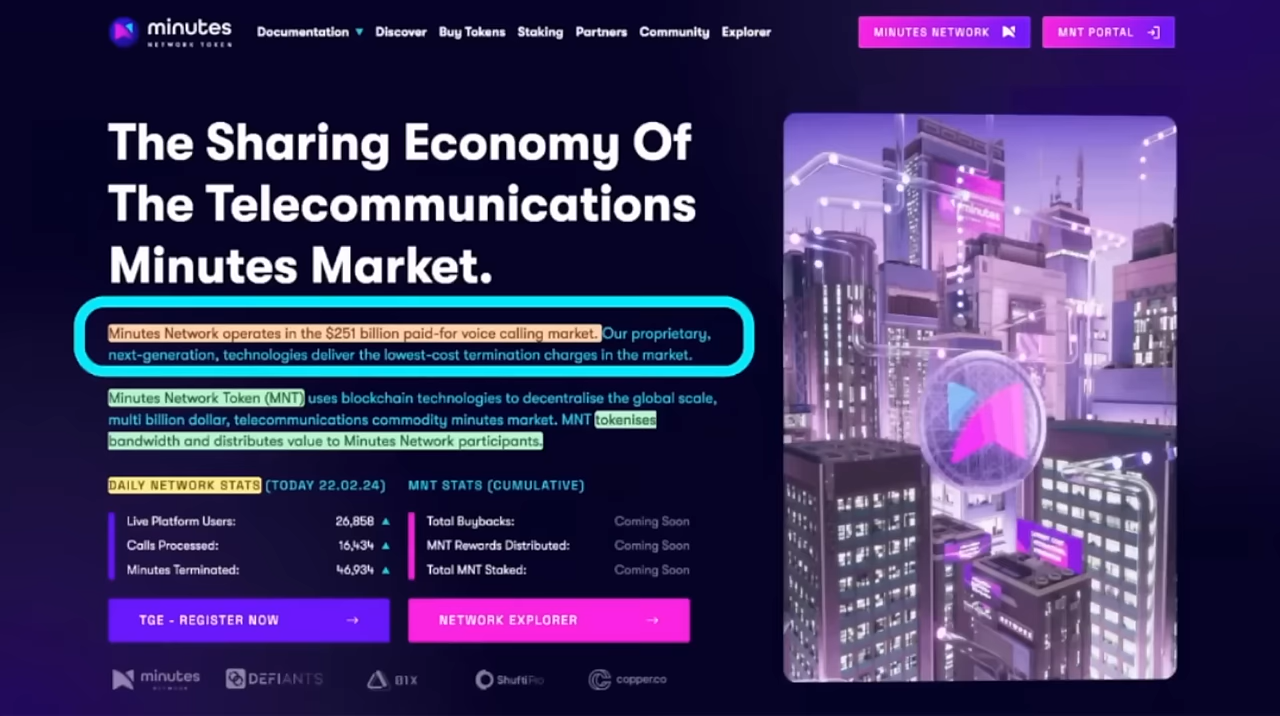 minutes
NETWORK TOKEN
Documentation Discover Buy Tokens Staking Partners Community Explorer
MINUTES NETWORK
MNT PORTAL
The Sharing Economy Of
The Telecommunications
Minutes Market.
Minutes Network operates in the $251 billion paid-for voice calling market. Our proprietary,
next-generation, technologies deliver the lowest-cost termination charges in the market.
Minutes Network Token (MNT) uses blockchain technologies to decentralise the global scale,
multi billion dollar, telecommunications commodity minutes market. MNT tokenises
bandwidth and distributes value to Minutes Network participants.
DAILY NETWORK STATS (TODAY 22.02.24)
Live Platform Users: 26,858
Calls Processed: 16,434
Minutes Terminated: 46,934
MNT STATS (CUMULATIVE)
Total Buybacks: Coming Soon
MNT Rewards Distributed: Coming Soon
Total MNT Staked: Coming Soon
TGE - REGISTER NOW
NETWORK EXPLORER
minutes
NETWORK
DEFIANTS
B1X
ShuftiPro
copper.co
minutes